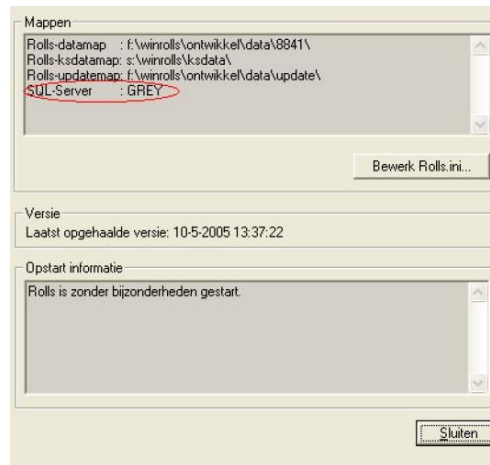 Mappen
Rolls-datamap : f:\winrolls\ontwikkel\data\8841\
Rolls-ksdatamap: s:\winrolls\ksdata\
Rolls-updatemap: f:\winrolls\ontwikkel\data\update\
SQL-Server : GREY
Bewerk Rolls.ini...
Versie
Laatst opgehaalde versie: 10-5-2005 13:37:22
Opstart informatie
Rolls is zonder bijzonderheden gestart.
Sluiten